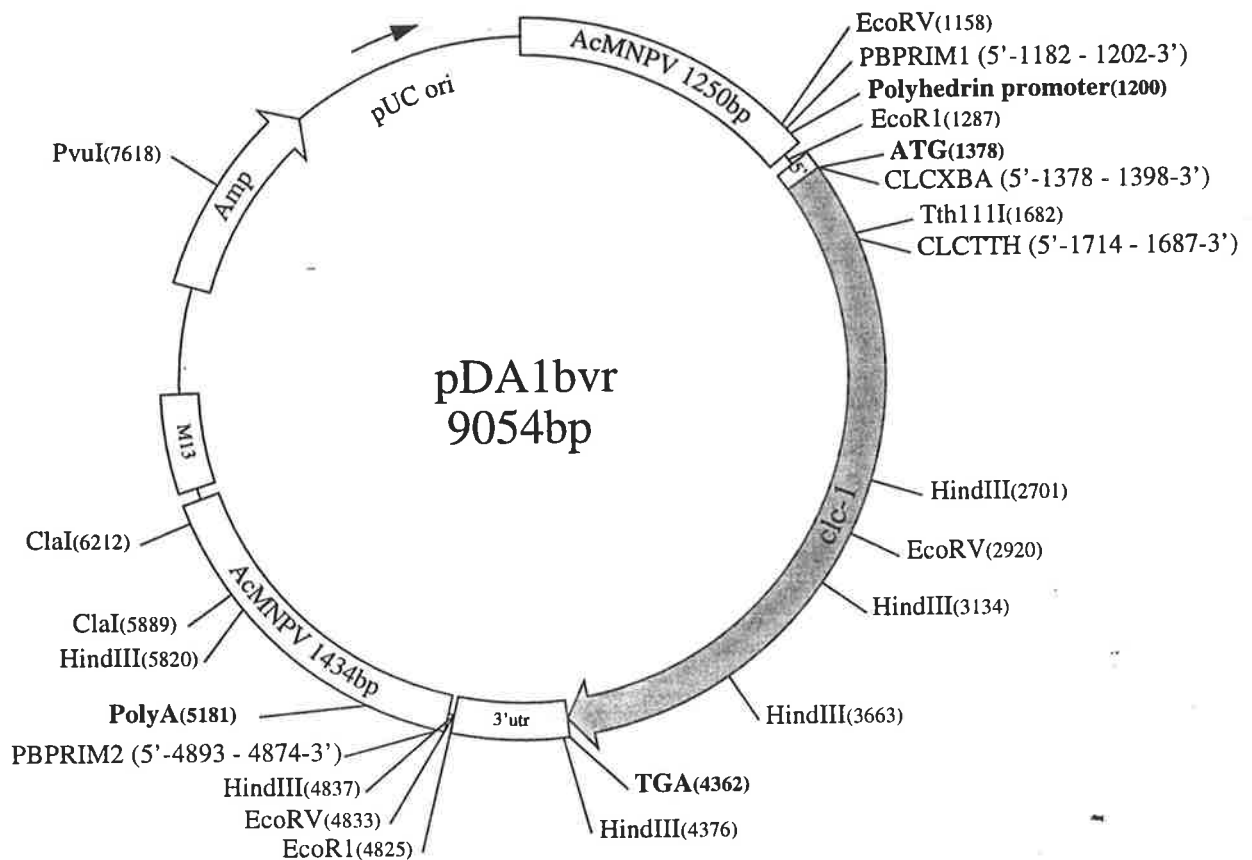 EcoRV(1158)
PBPRIM1 (5'-1182 - 1202-3')
Polyhedrin promoter(1200)
EcoR1(1287)
ATG(1378)
CLCXBA (5'-1378 - 1398-3')
Tth111I(1682)
CLCTTH (5'-1714 - 1687-3')
HindIII(2701)
EcoRV(2920)
HindIII(3134)
HindIII(3663)
TGA(4362)
HindIII(4376)
EcoR1(4825)
EcoRV(4833)
HindIII(4837)
PBPRIM2 (5'-4893 - 4874-3')
PolyA(5181)
HindIII(5820)
ClaI(5889)
ClaI(6212)
PvuI(7618)
pUC ori
AcMNPV 1250bp
5'
clc-1
3'utr
AcMNPV 1434bp
M13
Amp
pDA1bvr
9054bp